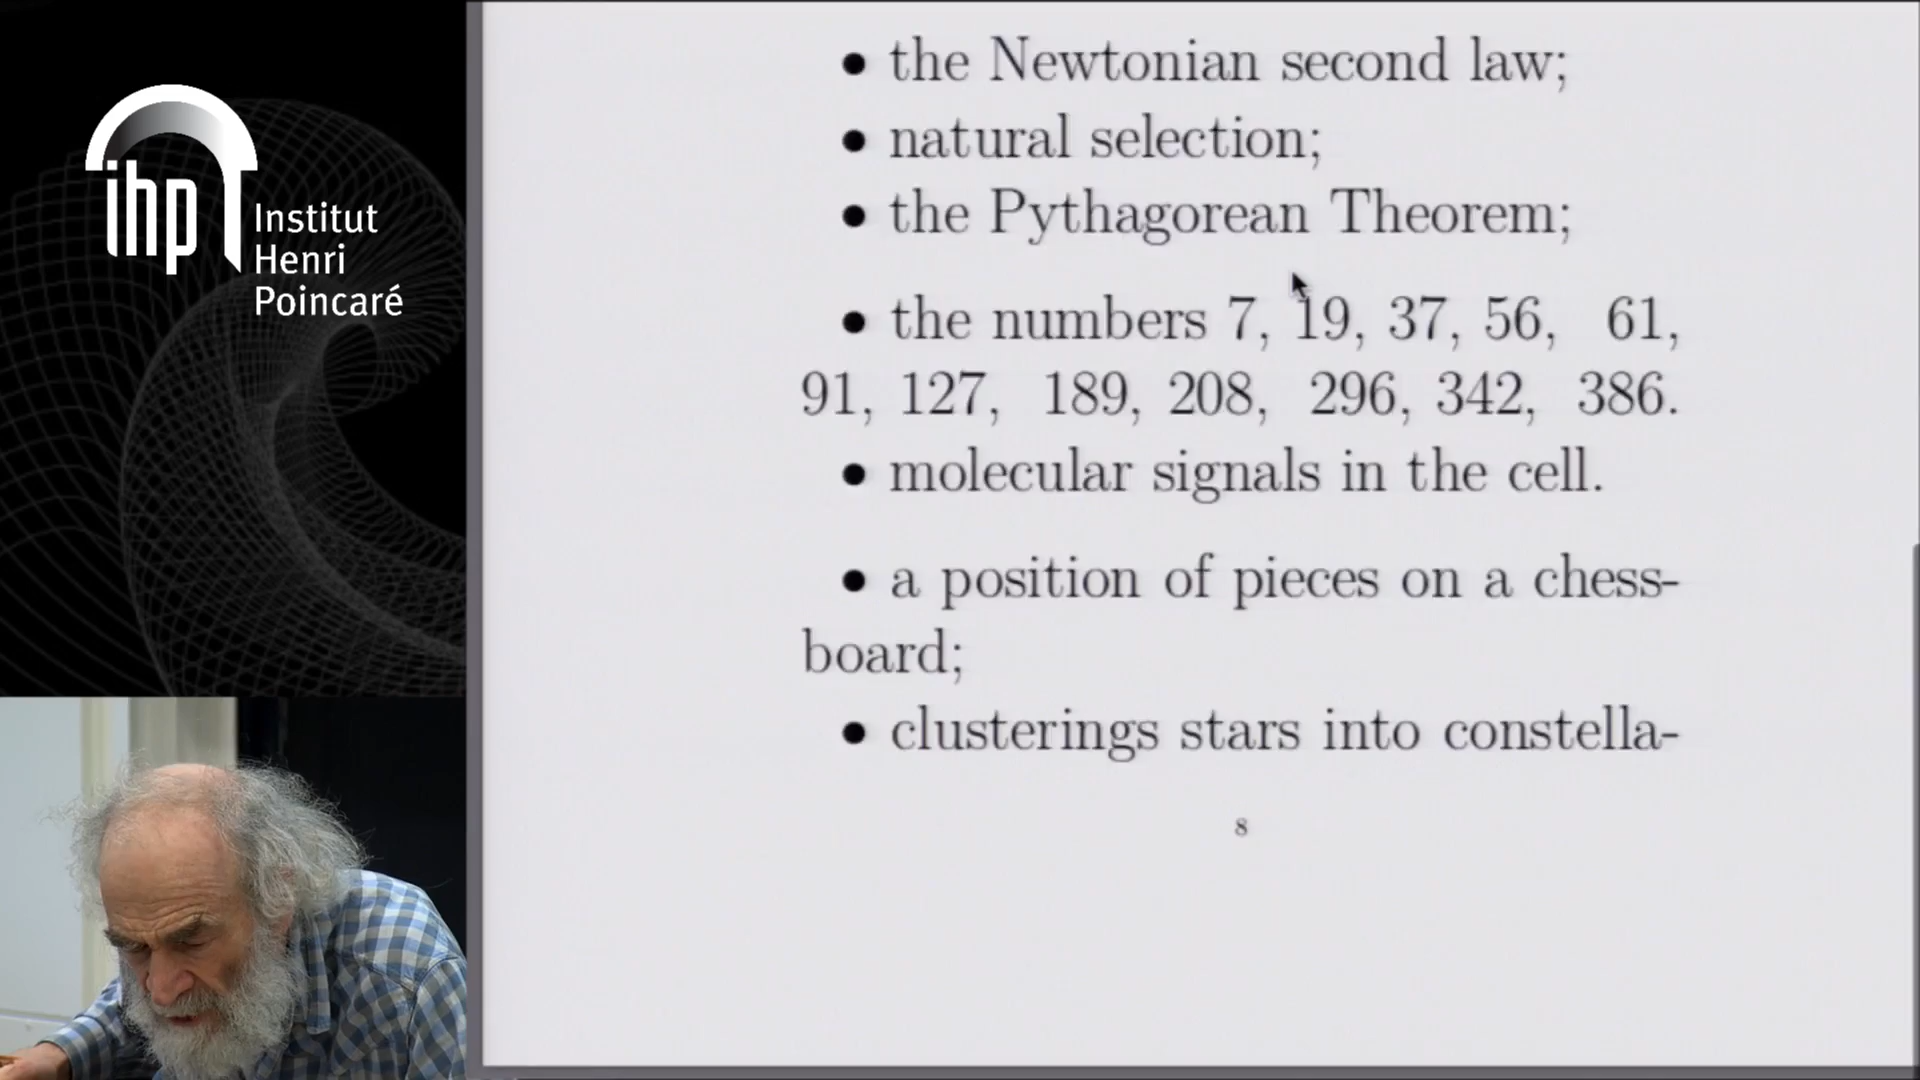 ihp
Institut
Henri
Poincaré
• the Newtonian second law;
• natural selection;
• the Pythagorean Theorem;
• the numbers 7, 19, 37, 56, 61,
91, 127, 189, 208, 296, 342, 386.
• molecular signals in the cell.
• a position of pieces on a chess-
board;
• clusterings stars into constella-
8